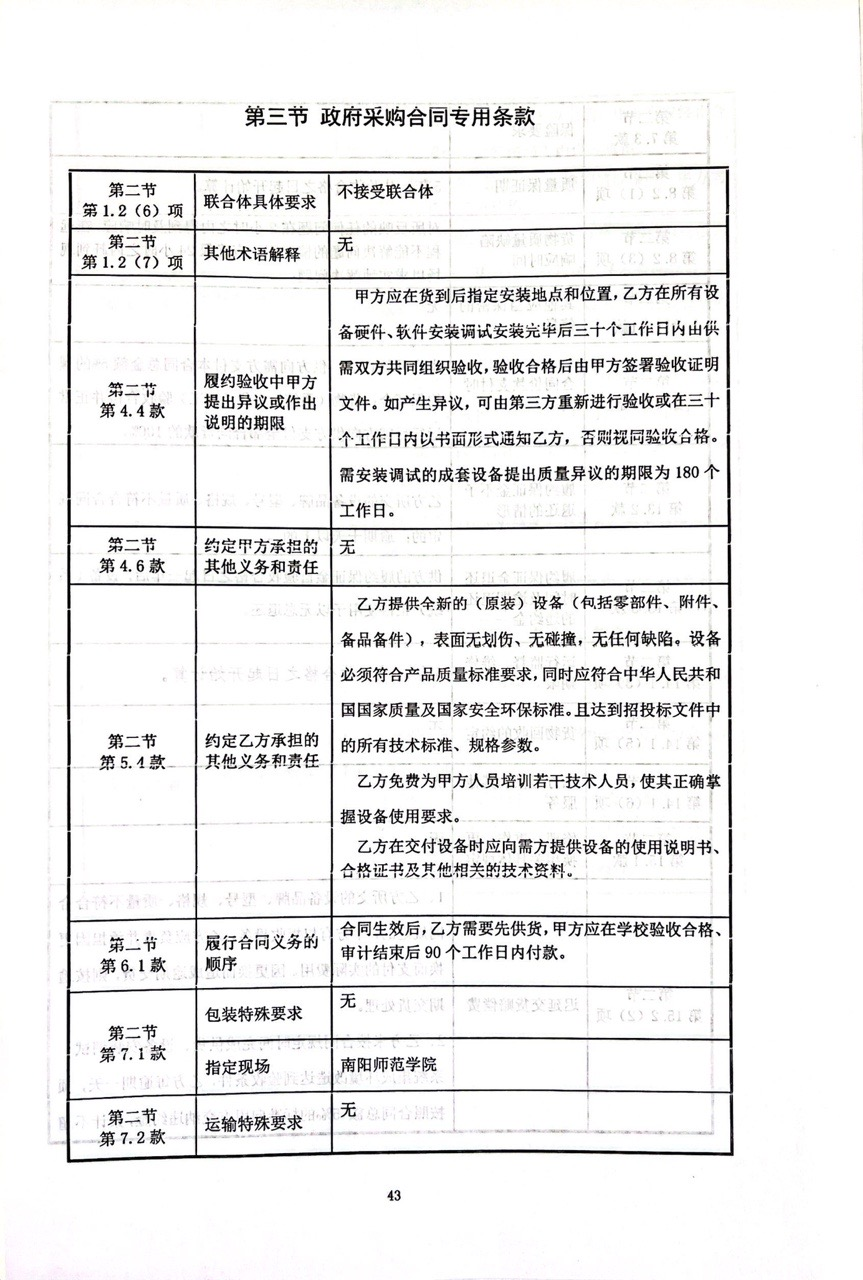 第三节 政府采购合同专用条款
第二节
第1.2（6）项
联合体具体要求
不接受联合体
第二节
第1.2（7）项
其他术语解释
无
第二节
第4.4款
履约验收中甲方
提出异议或作出
说明的期限
甲方应在货到后指定安装地点和位置，乙方在所有设
备硬件、软件安装调试安装完毕后三十个工作日内由供
需双方共同组织验收，验收合格后由甲方签署验收证明
文件。如产生异议，可由第三方重新进行验收或在三十
个工作日内以书面形式通知乙方，否则视同验收合格。
需安装调试的成套设备提出质量异议的期限为180个
工作日。
第二节
第4.6款
约定甲方承担的
其他义务和责任
无
第二节
第5.4款
约定乙方承担的
其他义务和责任
乙方提供全新的（原装）设备（包括零部件、附件、
备品备件），表面无划伤、无碰撞，无任何缺陷。设备
必须符合产品质量标准要求，同时应符合中华人民共和
国国家质量及国家安全环保标准。且达到招投标文件中
的所有技术标准、规格参数。
乙方免费为甲方人员培训若干技术人员，使其正确掌
握设备使用要求。
乙方在交付设备时应向需方提供设备的使用说明书、
合格证书及其他相关的技术资料。
第二节
第6.1款
履行合同义务的
顺序
合同生效后，乙方需要先供货，甲方应在学校验收合格、
审计结束后90个工作日内付款。
第二节
第7.1款
包装特殊要求
无
指定现场
南阳师范学院
第二节
第7.2款
运输特殊要求
无
43